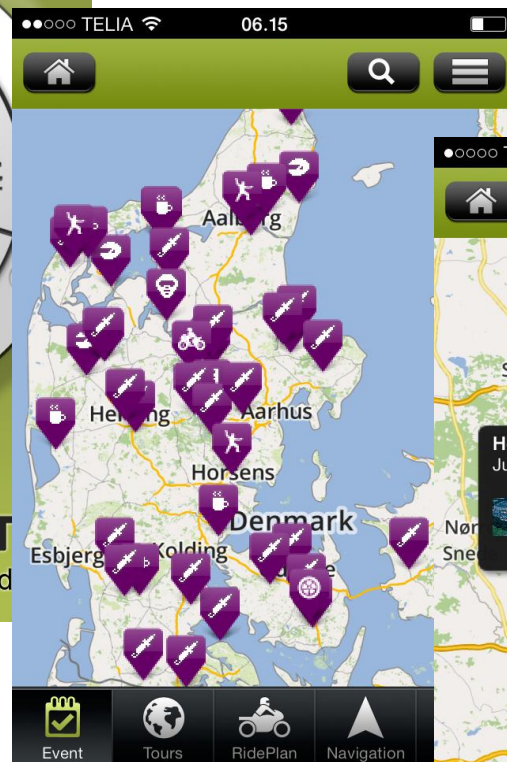 TELIA 06.15
Aalborg
Herning
Aarhus
Horsens
Denmark
Esbjerg
Kolding
Event
Tours
RidePlan
Navigation